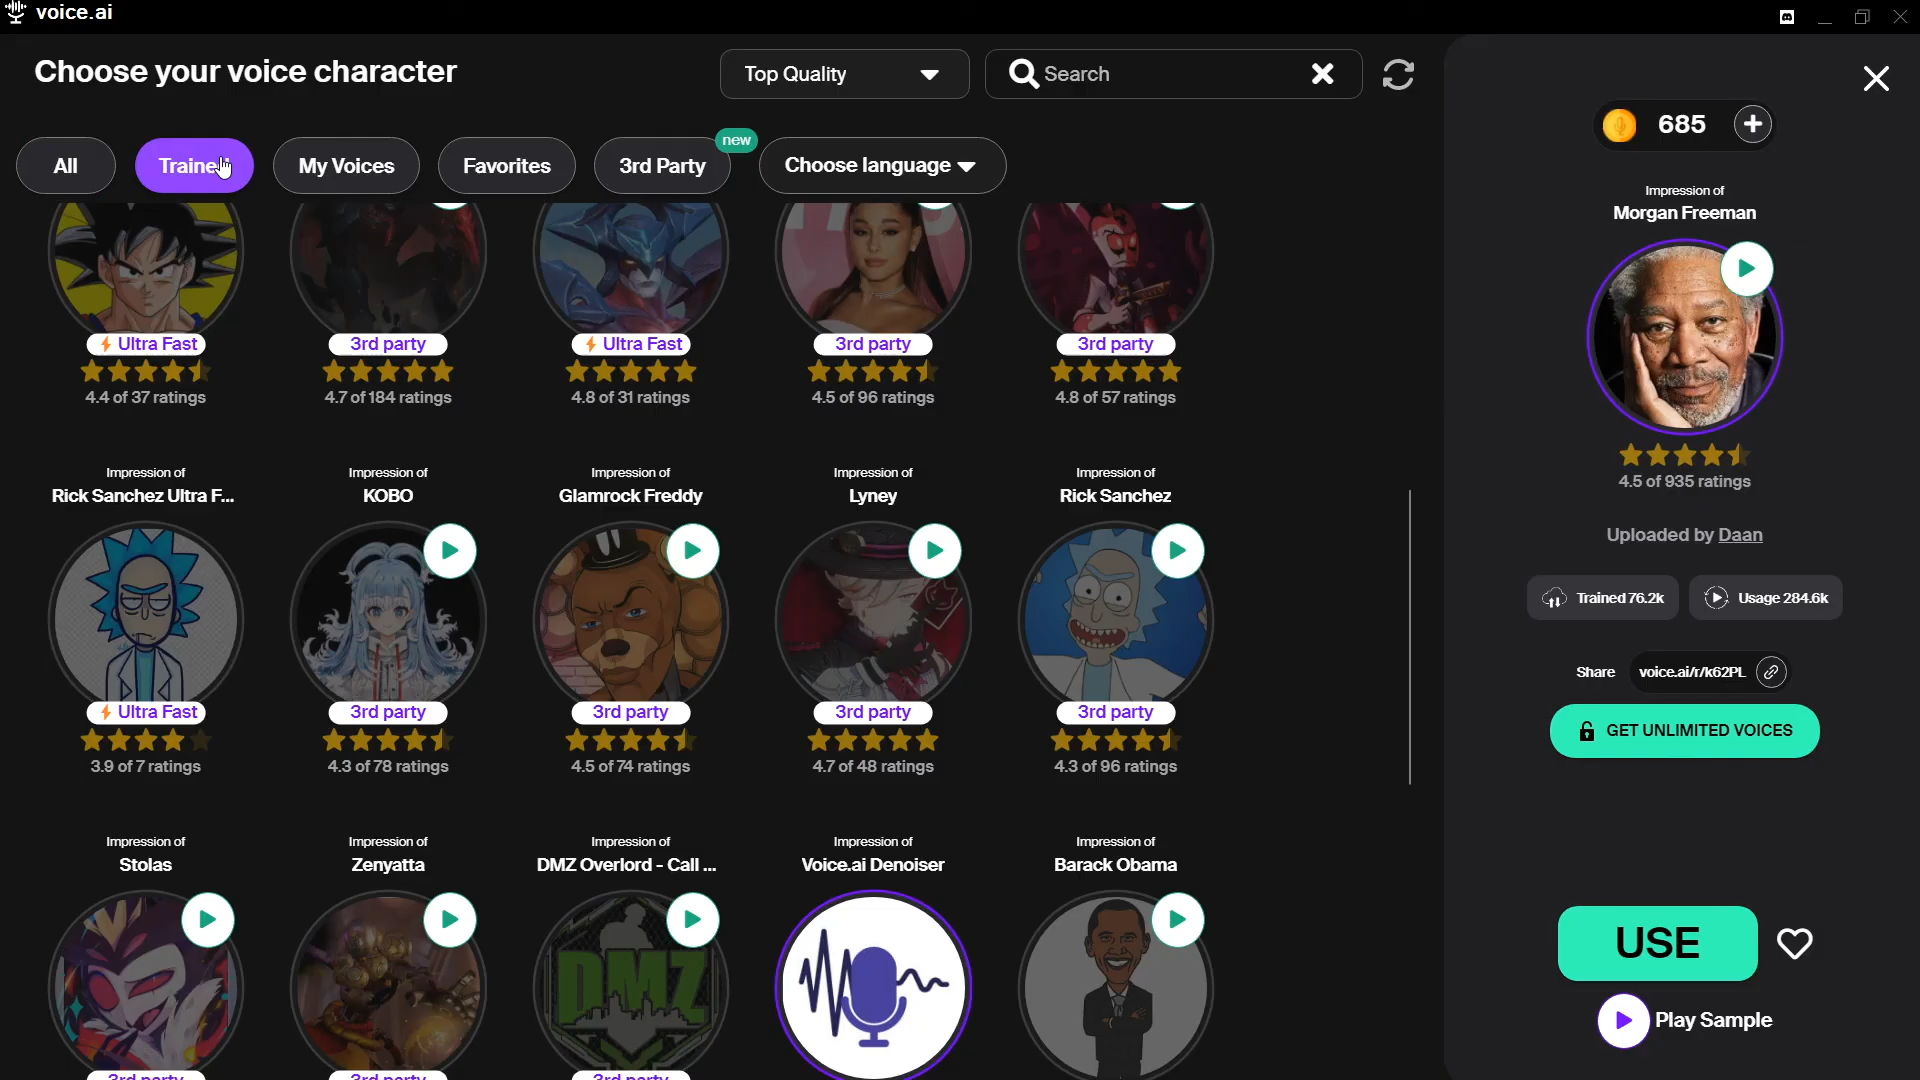 voice.ai
Choose your voice character
Top Quality
Search
All
Trained
My Voices
Favorites
3rd Party
new
Choose language
Ultra Fast
3rd party
Ultra Fast
3rd party
3rd party
4.4 of 37 ratings
4.7 of 184 ratings
4.8 of 31 ratings
4.5 of 96 ratings
4.8 of 57 ratings
Impression of
Rick Sanchez Ultra F...
Impression of
KOBO
Impression of
Glamrock Freddy
Impression of
Lyney
Impression of
Rick Sanchez
Ultra Fast
3rd party
3rd party
3rd party
3rd party
3.9 of 7 ratings
4.3 of 78 ratings
4.5 of 74 ratings
4.7 of 48 ratings
4.3 of 96 ratings
Impression of
Stolas
Impression of
Zenyatta
Impression of
DMZ Overlord - Call ...
Impression of
Voice.ai Denoiser
Impression of
Barack Obama
DMZ
3rd party
3rd party
3rd party
685
Impression of
Morgan Freeman
4.5 of 935 ratings
Uploaded by Daan
Trained 76.2k
Usage 284.6k
Share
voice.ai/r/k62PL
GET UNLIMITED VOICES
USE
Play Sample